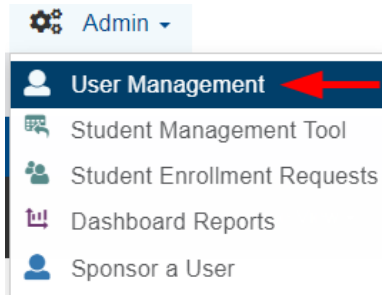 Admin
User Management
Student Management Tool
Student Enrollment Requests
Dashboard Reports
Sponsor a User